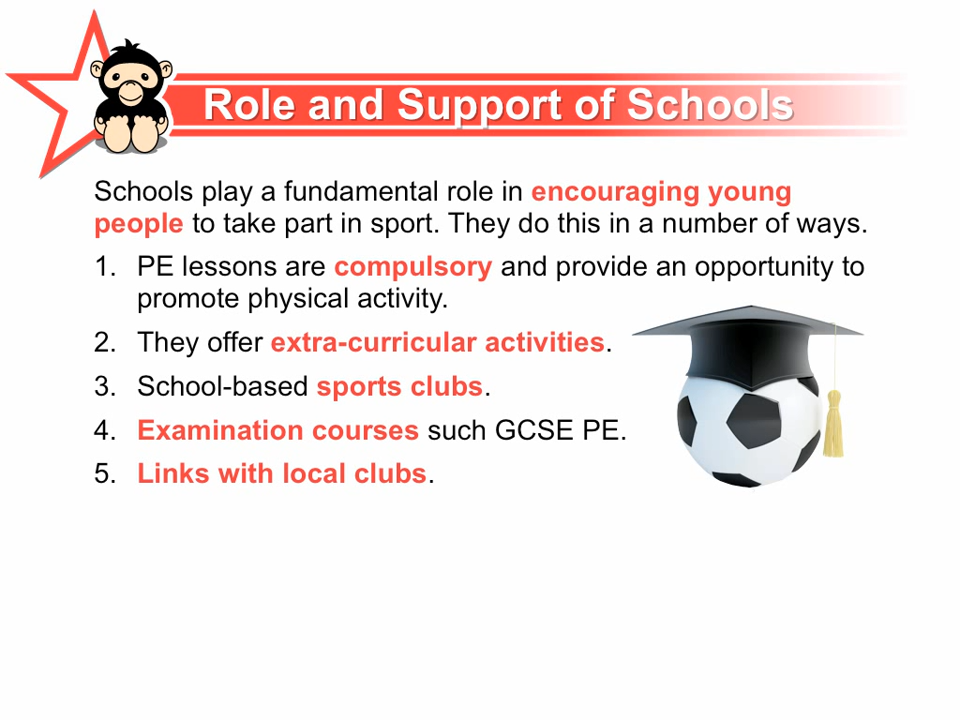 Role and Support of Schools
Schools play a fundamental role in encouraging young
people to take part in sport. They do this in a number of ways.
1. PE lessons are compulsory and provide an opportunity to
promote physical activity.
2. They offer extra-curricular activities.
3. School-based sports clubs.
4. Examination courses such GCSE PE.
5. Links with local clubs.